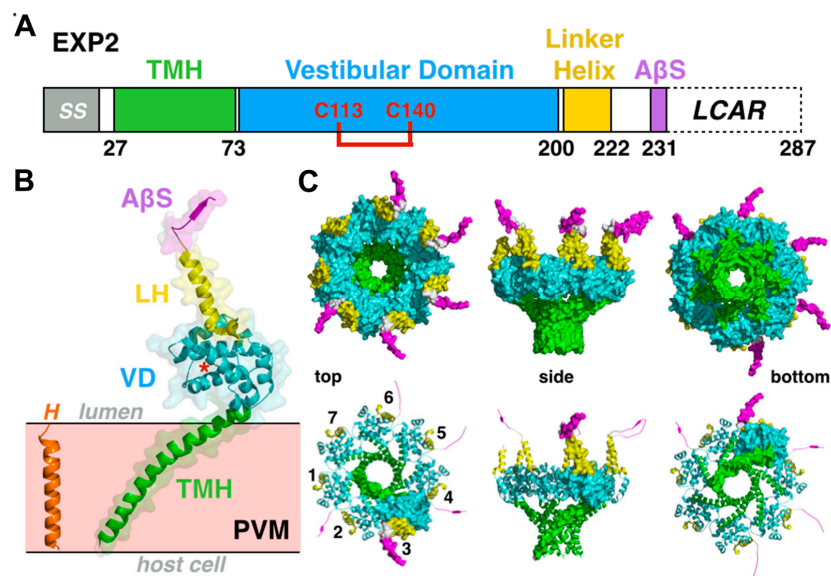 A
EXP2
TMH
Vestibular Domain
Linker
Helix
AβS
SS
C113
C140
LCAR
27
73
200
222
231
287
B
AβS
LH
VD
*
H
lumen
TMH
PVM
host cell
C
top
side
bottom
7
6
5
1
4
2
3